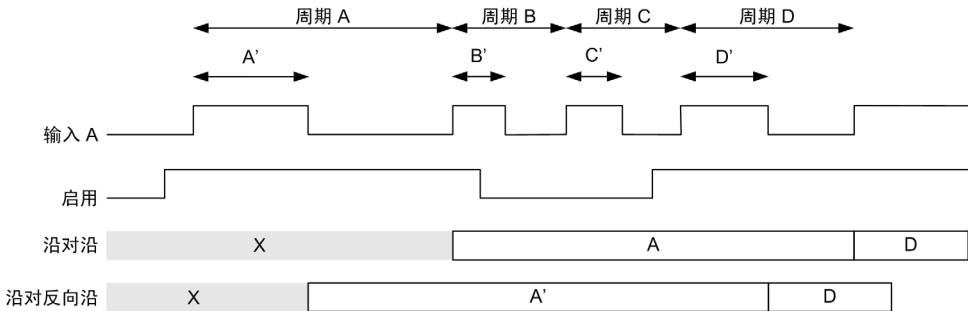 周期 A 周期 B 周期 C 周期 D
A' B' C' D'
输入 A
启用
沿对沿 X A D
沿对反向沿 X A' D